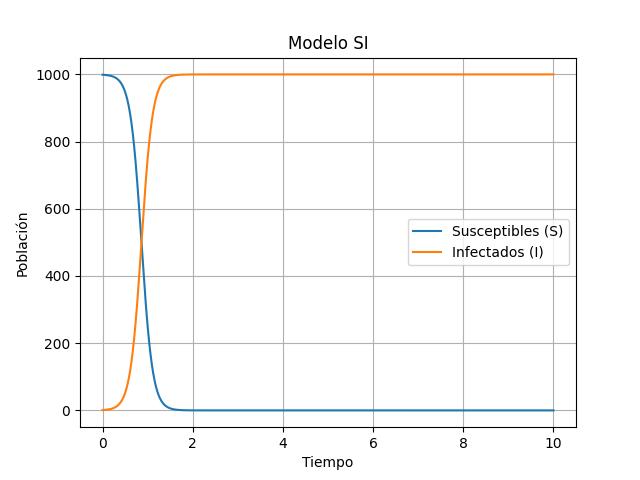 Modelo SI
1000
800
600
400
200
0
Población
Susceptibles (S)
Infectados (I)
0 2 4 6 8 10
Tiempo